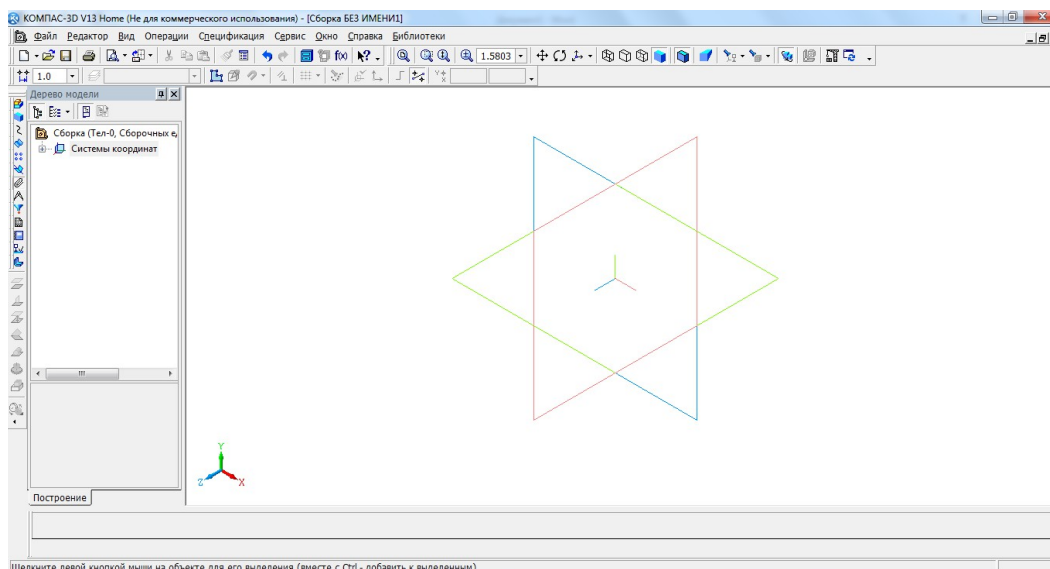 КОМПАС-3D V13 Home (Не для коммерческого использования) - [Сборка БЕЗ ИМЕНИ1]
Файл Редактор Вид Операции Спецификация Сервис Окно Справка Библиотеки
1.5803
1.0
Дерево модели
Сборка (Тел-0, Сборочных е
Системы координат
Y
Z X
Построение
Щелкните левой кнопкой мыши на объекте для его выделения (вместе с Ctrl - добавить к выделенным)